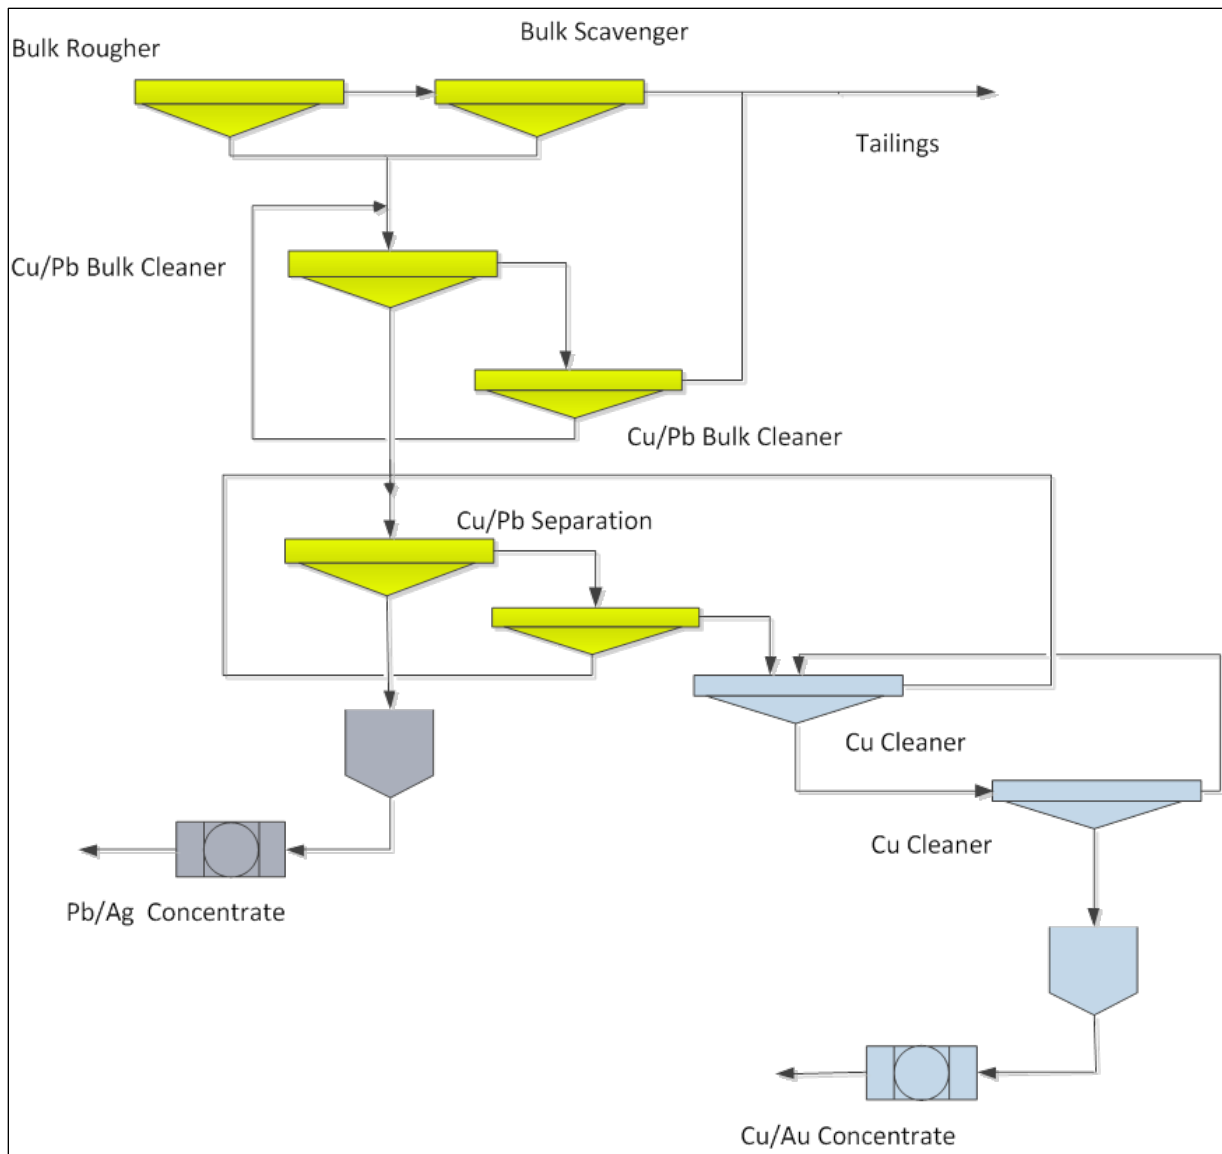 Bulk Scavenger
Bulk Rougher
Tailings
Cu/Pb Bulk Cleaner
Cu/Pb Bulk Cleaner
Cu/Pb Separation
Cu Cleaner
Cu Cleaner
Pb/Ag Concentrate
Cu/Au Concentrate